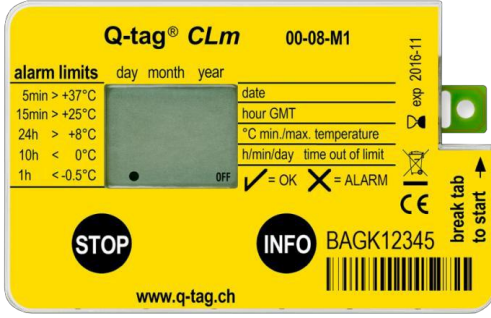 Q-tag® CLm 00-08-M1
alarm limits day month year
5min > +37°C
15min > +25°C
24h > +8°C
10h < 0°C
1h < -0.5°C
OFF
date
hour GMT
°C min./max. temperature
h/min/day time out of limit
✓ = OK ✗ = ALARM
exp 2016-11
CE
break tab
to start
STOP
INFO
BAGK12345
www.q-tag.ch